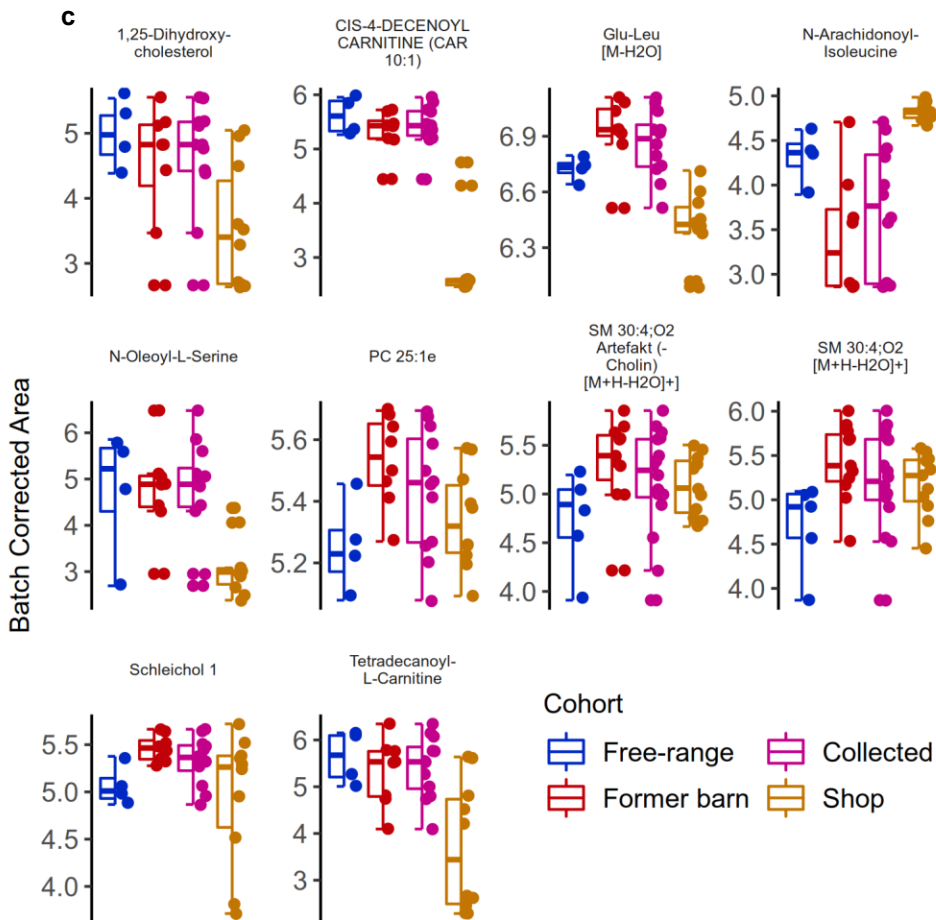 c
1,25-Dihydroxy-
cholesterol
CIS-4-DECENOYL
CARNITINE (CAR
10:1)
Glu-Leu
[M-H2O]
N-Arachidonoyl-
Isoleucine
5
4
3
6
5
4
3
6.9
6.6
6.3
5.0
4.5
4.0
3.5
3.0
Batch Corrected Area
N-Oleoyl-L-Serine
PC 25:1e
SM 30:4;O2
Artefakt (-
Cholin)
[M+H-H2O]+]
SM 30:4;O2
[M+H-H2O]+]
6
5
4
3
5.6
5.4
5.2
5.5
5.0
4.5
4.0
6.0
5.5
5.0
4.5
4.0
Schleichol 1
Tetradecanoyl-
L-Carnitine
5.5
5.0
4.5
4.0
6
5
4
3
Cohort
Free-range
Collected
Former barn
Shop